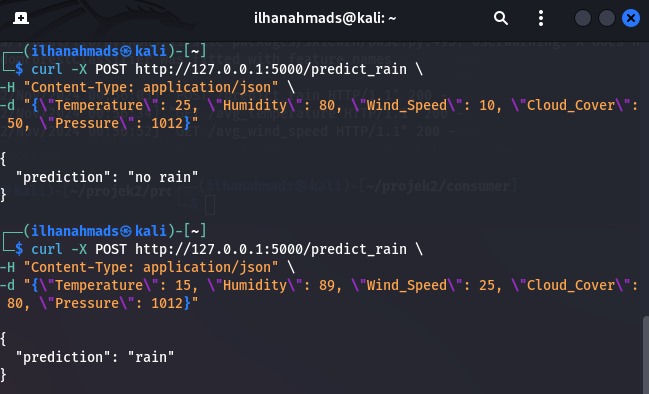 ilhanahmads@kali: ~
┌──(ilhanahmads㉿kali)-[~]
└─$ curl -X POST http://127.0.0.1:5000/predict_rain \
-H "Content-Type: application/json" \
-d "{\"Temperature\": 25, \"Humidity\": 80, \"Wind_Speed\": 10, \"Cloud_Cover\":
50, \"Pressure\": 1012}"
{
"prediction": "no rain"
}
┌──(ilhanahmads㉿kali)-[~]
└─$ curl -X POST http://127.0.0.1:5000/predict_rain \
-H "Content-Type: application/json" \
-d "{\"Temperature\": 15, \"Humidity\": 89, \"Wind_Speed\": 25, \"Cloud_Cover\":
80, \"Pressure\": 1012}"
{
"prediction": "rain"
}